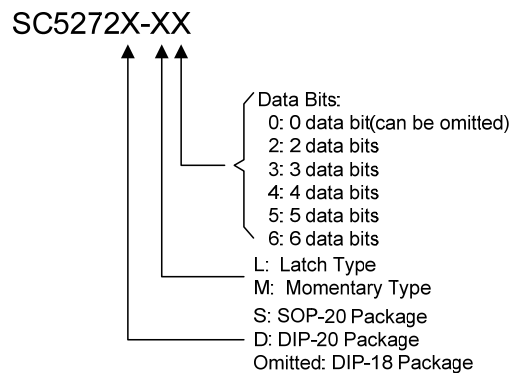 SC5272X-XX
Data Bits:
0: 0 data bit(can be omitted)
2: 2 data bits
3: 3 data bits
4: 4 data bits
5: 5 data bits
6: 6 data bits
L: Latch Type
M: Momentary Type
S: SOP-20 Package
D: DIP-20 Package
Omitted: DIP-18 Package